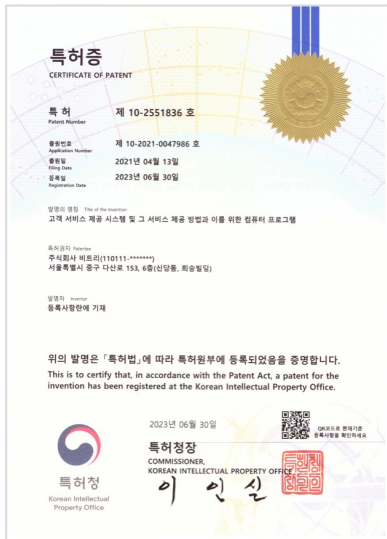 특허증
CERTIFICATE OF PATENT
특 허 제 10-2551836 호
Patent Number
출원번호 제 10-2021-0047986 호
Application Number
출원일 2021년 04월 13일
Filing Date
등록일 2023년 06월 30일
Registration Date
발명의 명칭 Title of the Invention
고객 서비스 제공 시스템 및 그 서비스 제공 방법과 이를 위한 컴퓨터 프로그램
특허권자 Patentee
주식회사 비트리(110111-*******)
서울특별시 중구 다산로 153, 6층(신당동, 희승빌딩)
발명자 Inventor
등록사항란에 기재
위의 발명은 「특허법」에 따라 특허원부에 등록되었음을 증명합니다.
This is to certify that, in accordance with the Patent Act, a patent for the
invention has been registered at the Korean Intellectual Property Office.
2023년 06월 30일
QR코드로 현재기준
등록사항을 확인하세요
특허청장
COMMISSIONER,
KOREAN INTELLECTUAL PROPERTY OFFICE
이 인 실
특허청
Korean Intellectual
Property Office